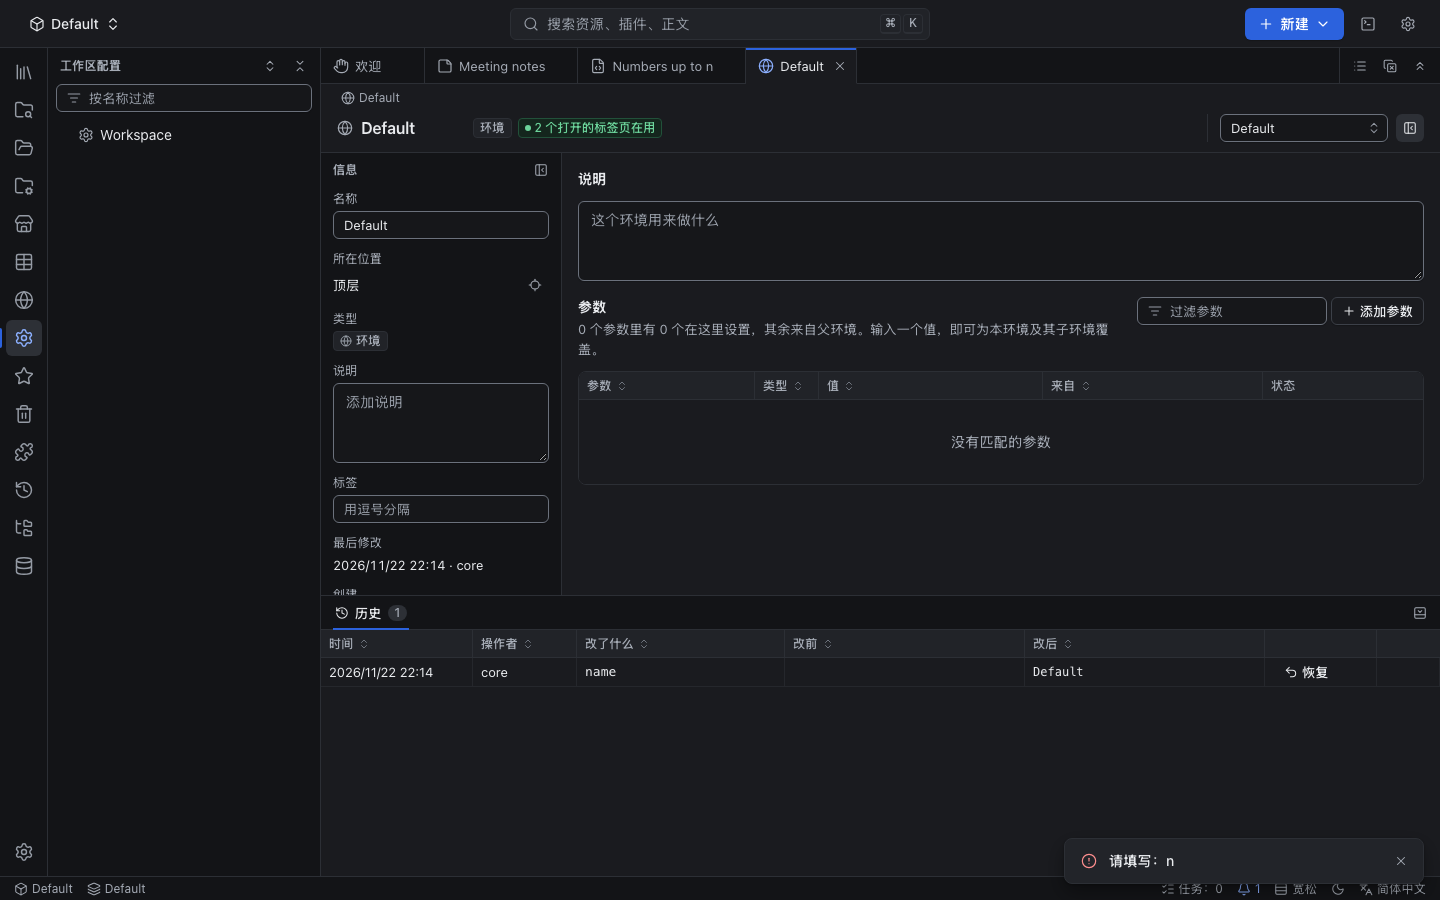 Default
搜索资源、插件、正文
⌘ K
新建
工作区配置
按名称过滤
Workspace
欢迎
Meeting notes
Numbers up to n
Default
Default
Default
环境
2 个打开的标签页在用
Default
信息
名称
Default
所在位置
顶层
类型
环境
说明
添加说明
标签
用逗号分隔
最后修改
2026/11/22 22:14 · core
说明
这个环境用来做什么
参数
0 个参数里有 0 个在这里设置，其余来自父环境。输入一个值，即可为本环境及其子环境覆
盖。
过滤参数
添加参数
参数 类型 值 来自 状态
没有匹配的参数
历史 1
时间 操作者 改了什么 改前 改后
2026/11/22 22:14 core name Default 恢复
请填写：n
Default Default
任务：0 1 宽松 简体中文